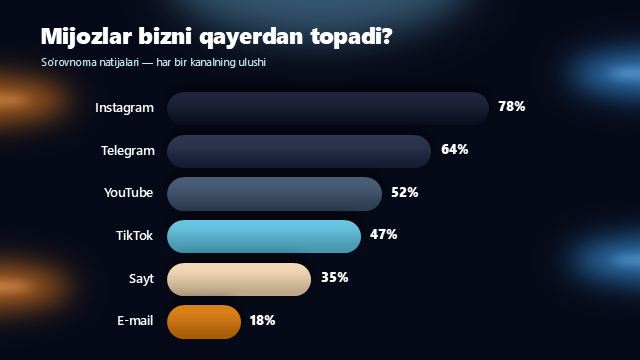 Mijozlar bizni qayerdan topadi?
So'rovnoma natijalari — har bir kanalning ulushi
Instagram 78%
Telegram 64%
YouTube 52%
TikTok 47%
Sayt 35%
E-mail 18%